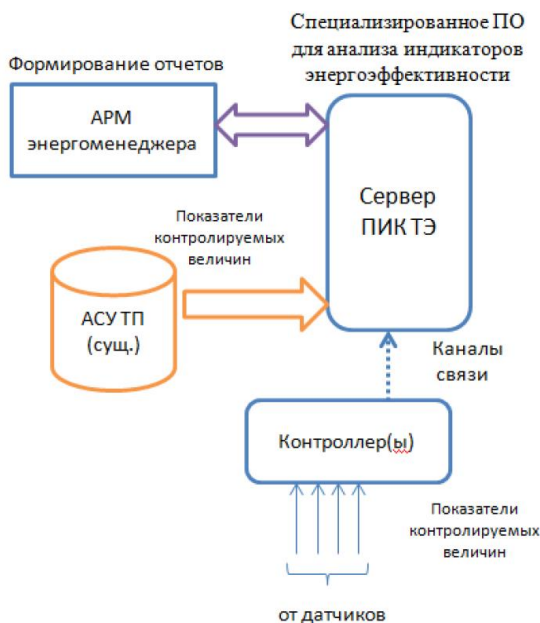 Специализированное ПО
для анализа индикаторов
энергоэффективности
Формирование отчетов
АРМ
энергоменеджера
Сервер
ПИК ТЭ
Показатели
контролируемых
величин
АСУ ТП
(сущ.)
Каналы
связи
Контроллер(ы)
Показатели
контролируемых
величин
от датчиков